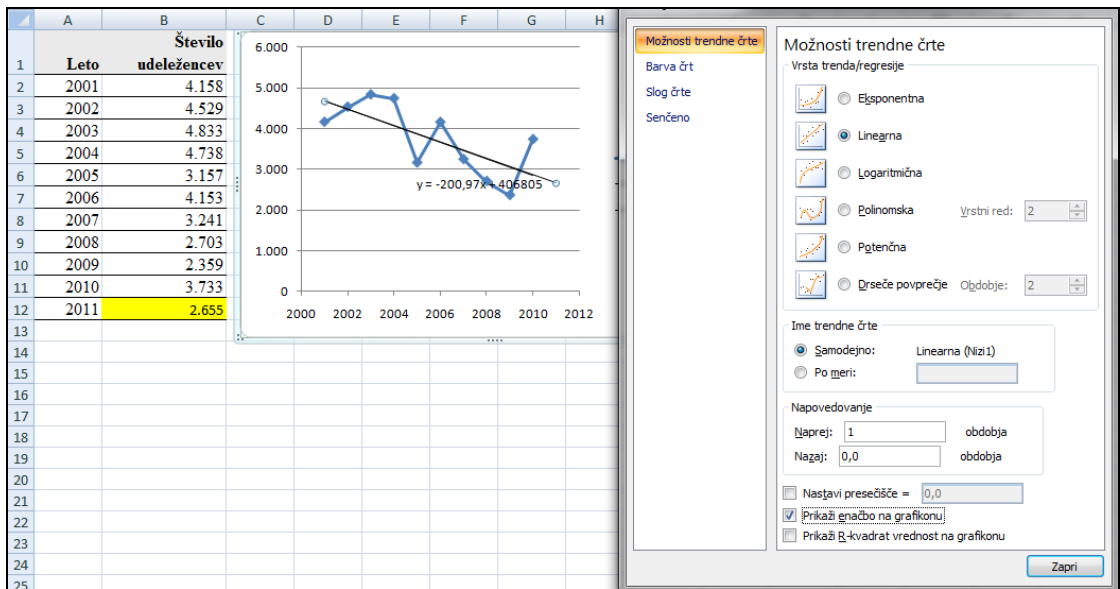 A B C D E F G H
1 Leto Število udeležencev
2 2001 4.158
3 2002 4.529
4 2003 4.833
5 2004 4.738
6 2005 3.157
7 2006 4.153
8 2007 3.241
9 2008 2.703
10 2009 2.359
11 2010 3.733
12 2011 2.655
13
14
15
16
17
18
19
20
21
22
23
24
25
6.000
5.000
4.000
3.000
2.000
1.000
0
2000 2002 2004 2006 2008 2010 2012
y = -200,97x + 406805
Možnosti trendne črte
Barva črt
Slog črte
Senčeno
Možnosti trendne črte
Vrsta trenda/regresije
Eksponentna
Linearna
Logaritmična
Polinomska Vrstni red: 2
Potenčna
Drseče povprečje Obdobje: 2
Ime trendne črte
Samodejno: Linearna (Nizi1)
Po meri:
Napovedovanje
Naprej: 1 obdobja
Nazaj: 0,0 obdobja
Nastavi presečišče = 0,0
Prikaži enačbo na grafikonu
Prikaži R-kvadrat vrednost na grafikonu
Zapri